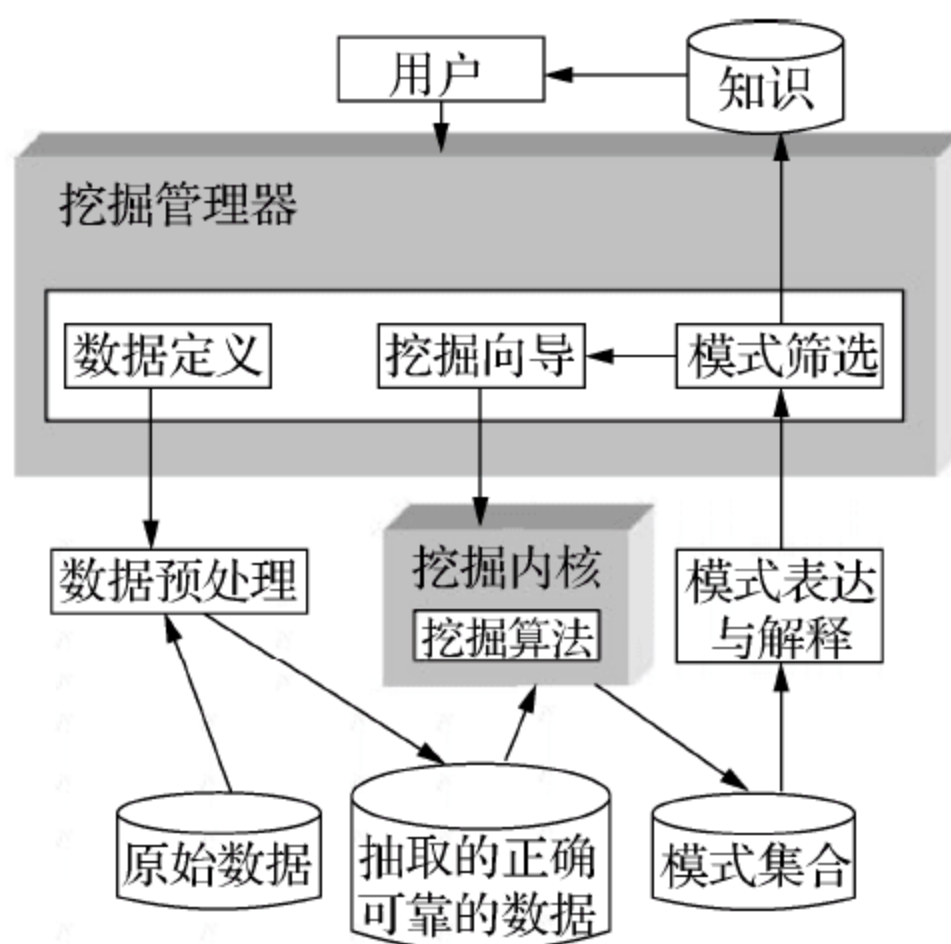 用户
知识
挖掘管理器
数据定义
挖掘向导
模式筛选
数据预处理
挖掘内核
挖掘算法
模式表达
与解释
原始数据
抽取的正确
可靠的数据
模式集合